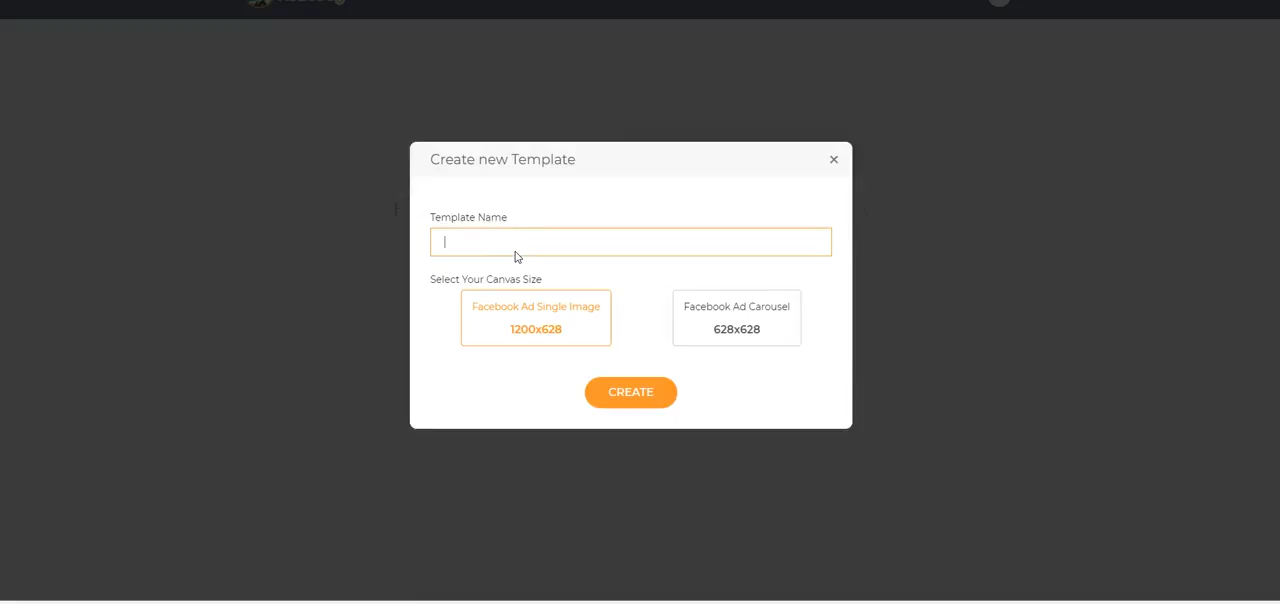 Create new Template
×
Template Name
Select Your Canvas Size
Facebook Ad Single Image
1200x628
Facebook Ad Carousel
628x628
CREATE